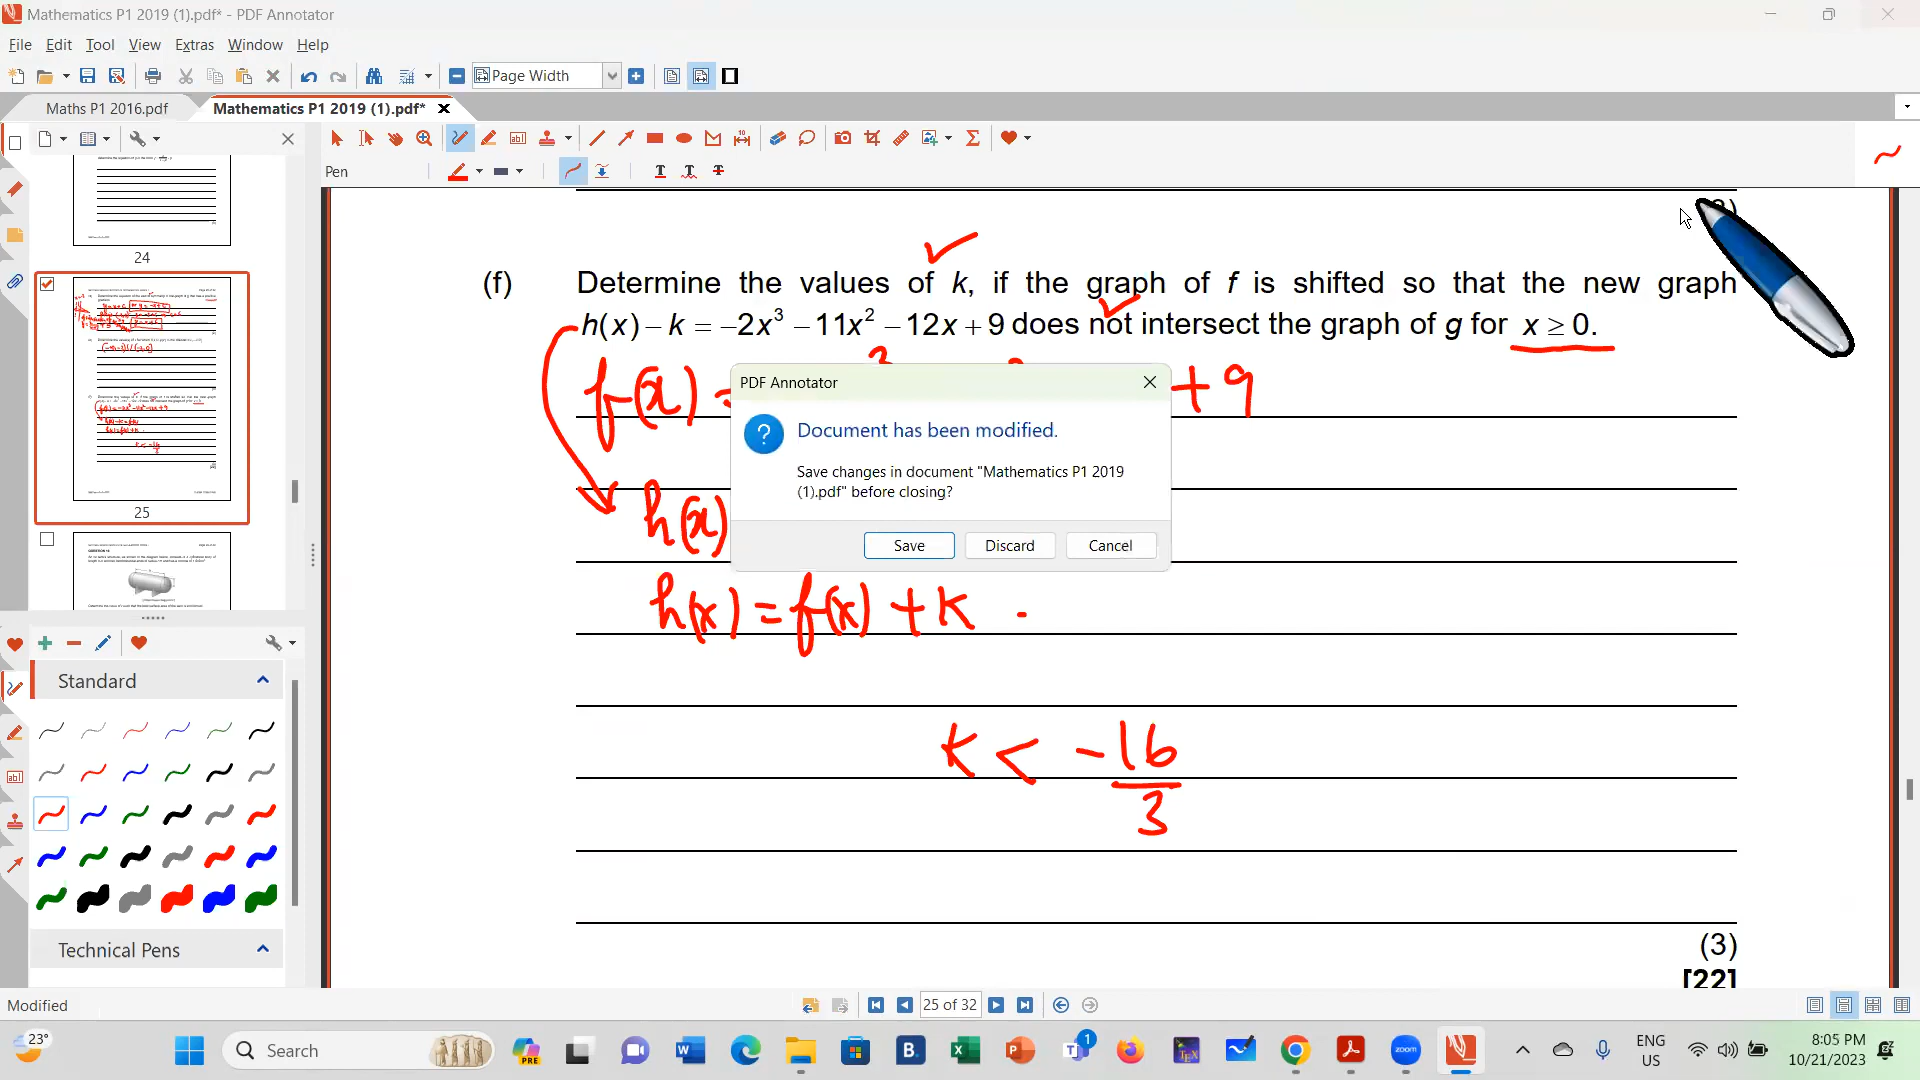 Mathematics P1 2019 (1).pdf* - PDF Annotator
File Edit Tool View Extras Window Help
Page Width
Maths P1 2016.pdf
Mathematics P1 2019 (1).pdf*
Pen
24
25
(f) Determine the values of k, if the graph of f is shifted so that the new graph
h(x) – k = –2x³ – 11x² – 12x + 9 does not intersect the graph of g for x ≥ 0.
f(x) =
+ 9
h(x)
h(x) = f(x) + k
k < -16/3
(3)
[22]
PDF Annotator
Document has been modified.
Save changes in document "Mathematics P1 2019
(1).pdf" before closing?
Save Discard Cancel
Standard
Technical Pens
Modified
25 of 32
23°
Search
PRE
1
zoom
ENG
US
8:05 PM
10/21/2023